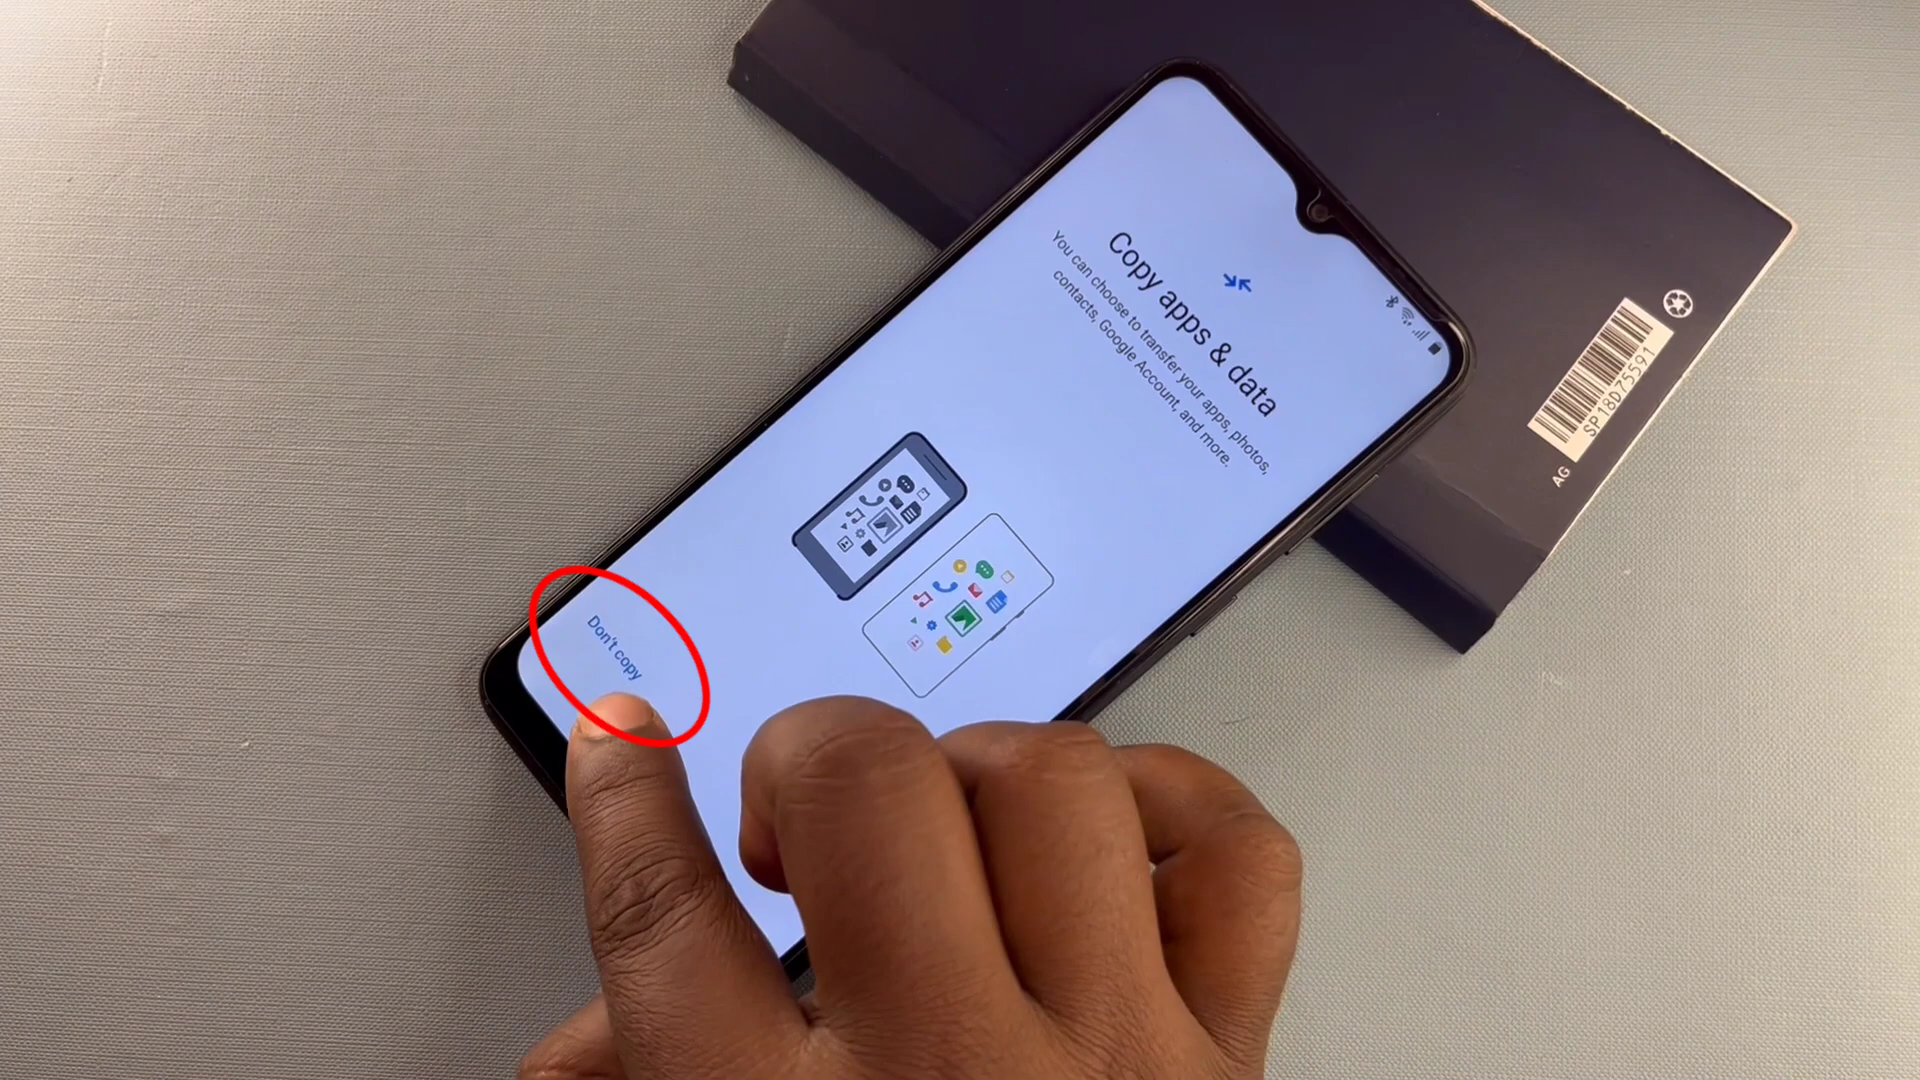 Copy apps & data
You can choose to transfer your apps, photos,
contacts, Google Account, and more.
Don't copy
SP18D75591
AG